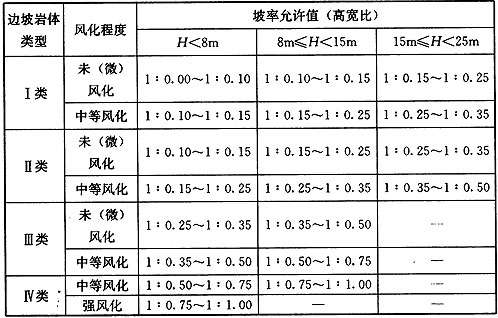 边坡岩体类型 风化程度 坡率允许值（高宽比）
H＜8m 8m≤H＜15m 15m≤H＜25m
Ⅰ类 未（微）风化 1：0.00～1：0.10 1：0.10～1：0.15 1：0.15～1：0.25
中等风化 1：0.10～1：0.15 1：0.15～1：0.25 1：0.25～1：0.35
Ⅱ类 未（微）风化 1：0.10～1：0.15 1：0.15～1：0.25 1：0.25～1：0.35
中等风化 1：0.15～1：0.25 1：0.25～1：0.35 1：0.35～1：0.50
Ⅲ类 未（微）风化 1：0.25～1：0.35 1：0.35～1：0.50 —
中等风化 1：0.35～1：0.50 1：0.50～1：0.75 —
Ⅳ类 中等风化 1：0.50～1：0.75 1：0.75～1：1.00 —
强风化 1：0.75～1：1.00 — —